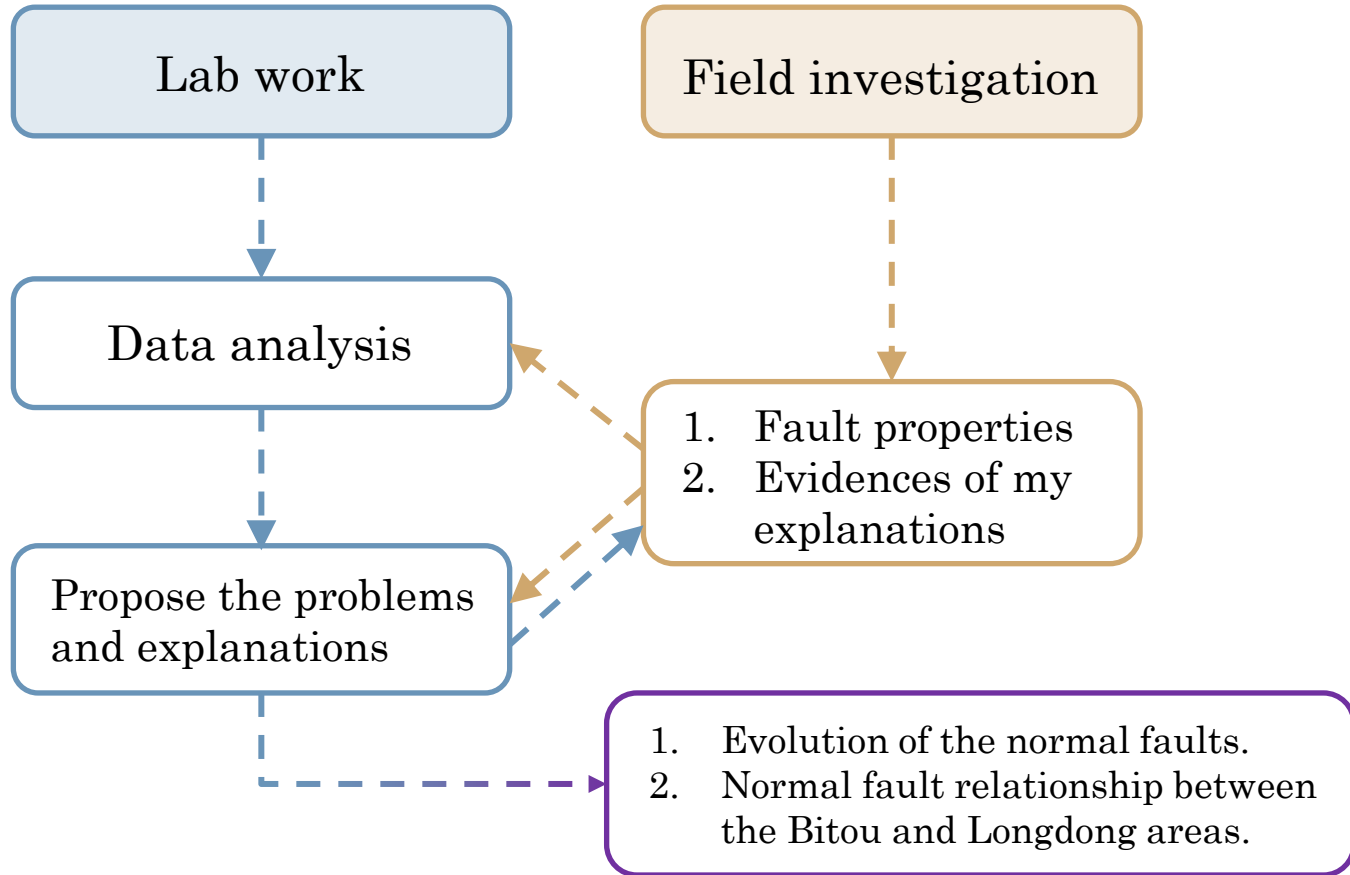 Lab work
Field investigation
Data analysis
1. Fault properties
2. Evidences of my
explanations
Propose the problems
and explanations
1. Evolution of the normal faults.
2. Normal fault relationship between
the Bitou and Longdong areas.